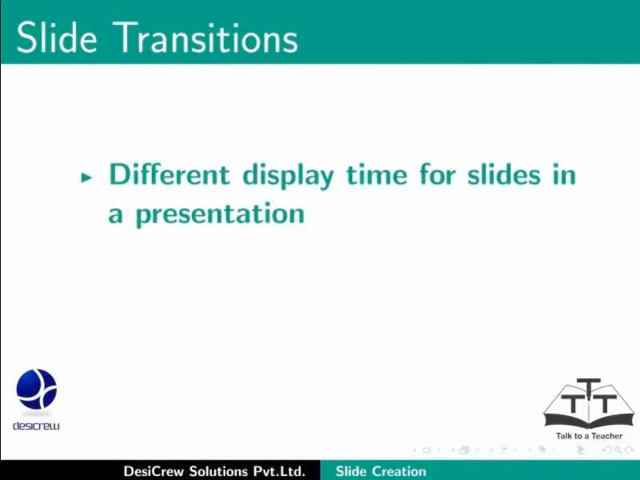 Slide Transitions
Different display time for slides in
a presentation
desicrew
TTT
Talk to a Teacher
DesiCrew Solutions Pvt.Ltd.
Slide Creation